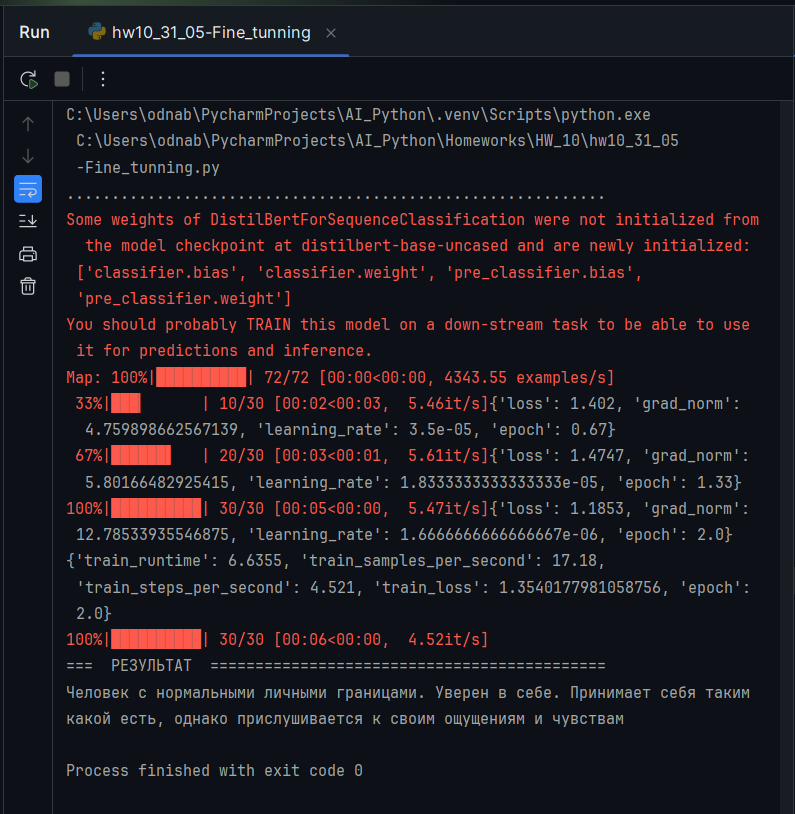 Run
hw10_31_05-Fine_tunning
C:\Users\odnab\PycharmProjects\AI_Python\.venv\Scripts\python.exe
C:\Users\odnab\PycharmProjects\AI_Python\Homeworks\HW_10\hw10_31_05
-Fine_tunning.py
............................................................
Some weights of DistilBertForSequenceClassification were not initialized from
the model checkpoint at distilbert-base-uncased and are newly initialized:
['classifier.bias', 'classifier.weight', 'pre_classifier.bias',
'pre_classifier.weight']
You should probably TRAIN this model on a down-stream task to be able to use
it for predictions and inference.
Map: 100%|██████████| 72/72 [00:00<00:00, 4343.55 examples/s]
33%|███▎      | 10/30 [00:02<00:03,  5.46it/s]{'loss': 1.402, 'grad_norm':
4.759898662567139, 'learning_rate': 3.5e-05, 'epoch': 0.67}
67%|██████▋   | 20/30 [00:03<00:01,  5.61it/s]{'loss': 1.4747, 'grad_norm':
5.80166482925415, 'learning_rate': 1.8333333333333333e-05, 'epoch': 1.33}
100%|██████████| 30/30 [00:05<00:00,  5.47it/s]{'loss': 1.1853, 'grad_norm':
12.78533935546875, 'learning_rate': 1.6666666666666667e-06, 'epoch': 2.0}
{'train_runtime': 6.6355, 'train_samples_per_second': 17.18,
'train_steps_per_second': 4.521, 'train_loss': 1.3540177981058756, 'epoch':
2.0}
100%|██████████| 30/30 [00:06<00:00,  4.52it/s]
===  РЕЗУЛЬТАТ  ============================================
Человек с нормальными личными границами. Уверен в себе. Принимает себя таким
какой есть, однако прислушивается к своим ощущениям и чувствам
Process finished with exit code 0